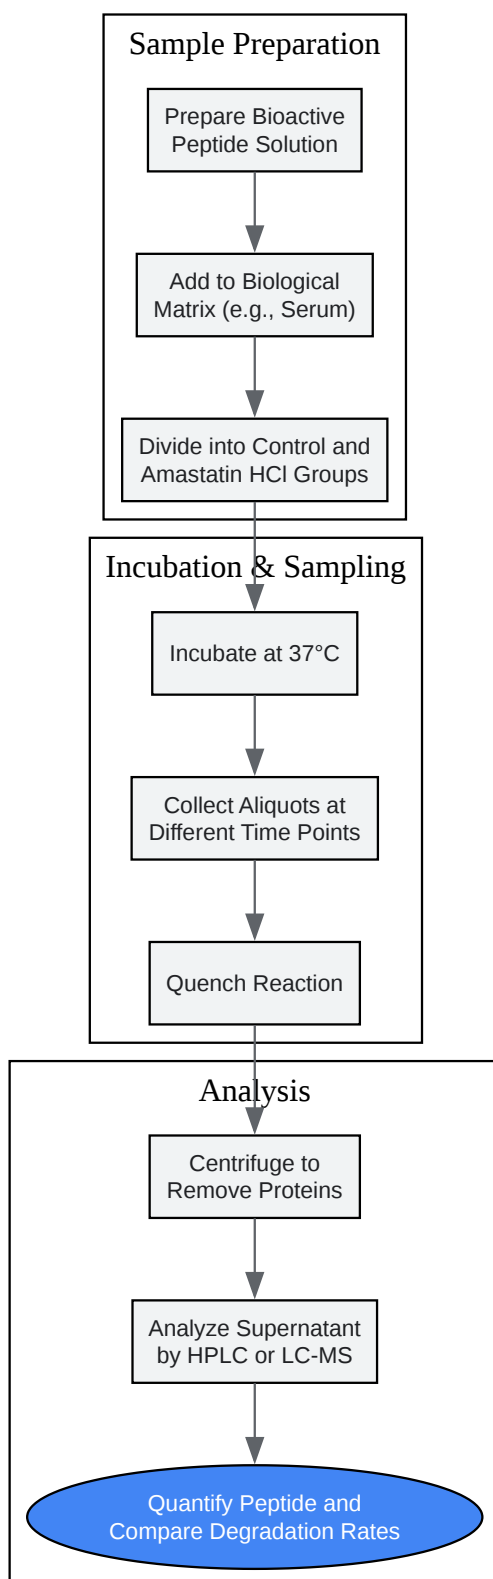 Sample Preparation
Prepare Bioactive
Peptide Solution
Add to Biological
Matrix (e.g., Serum)
Divide into Control and
Amastatin HCl Groups
Incubation & Sampling
Incubate at 37°C
Collect Aliquots at
Different Time Points
Quench Reaction
Analysis
Centrifuge to
Remove Proteins
Analyze Supernatant
by HPLC or LC-MS
Quantify Peptide and
Compare Degradation Rates